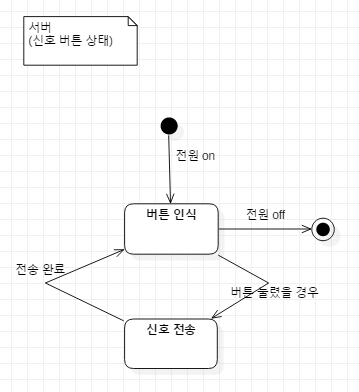 서버
(신호 버튼 상태)
전원 on
버튼 인식
전원 off
전송 완료
버튼 눌렸을 경우
신호 전송